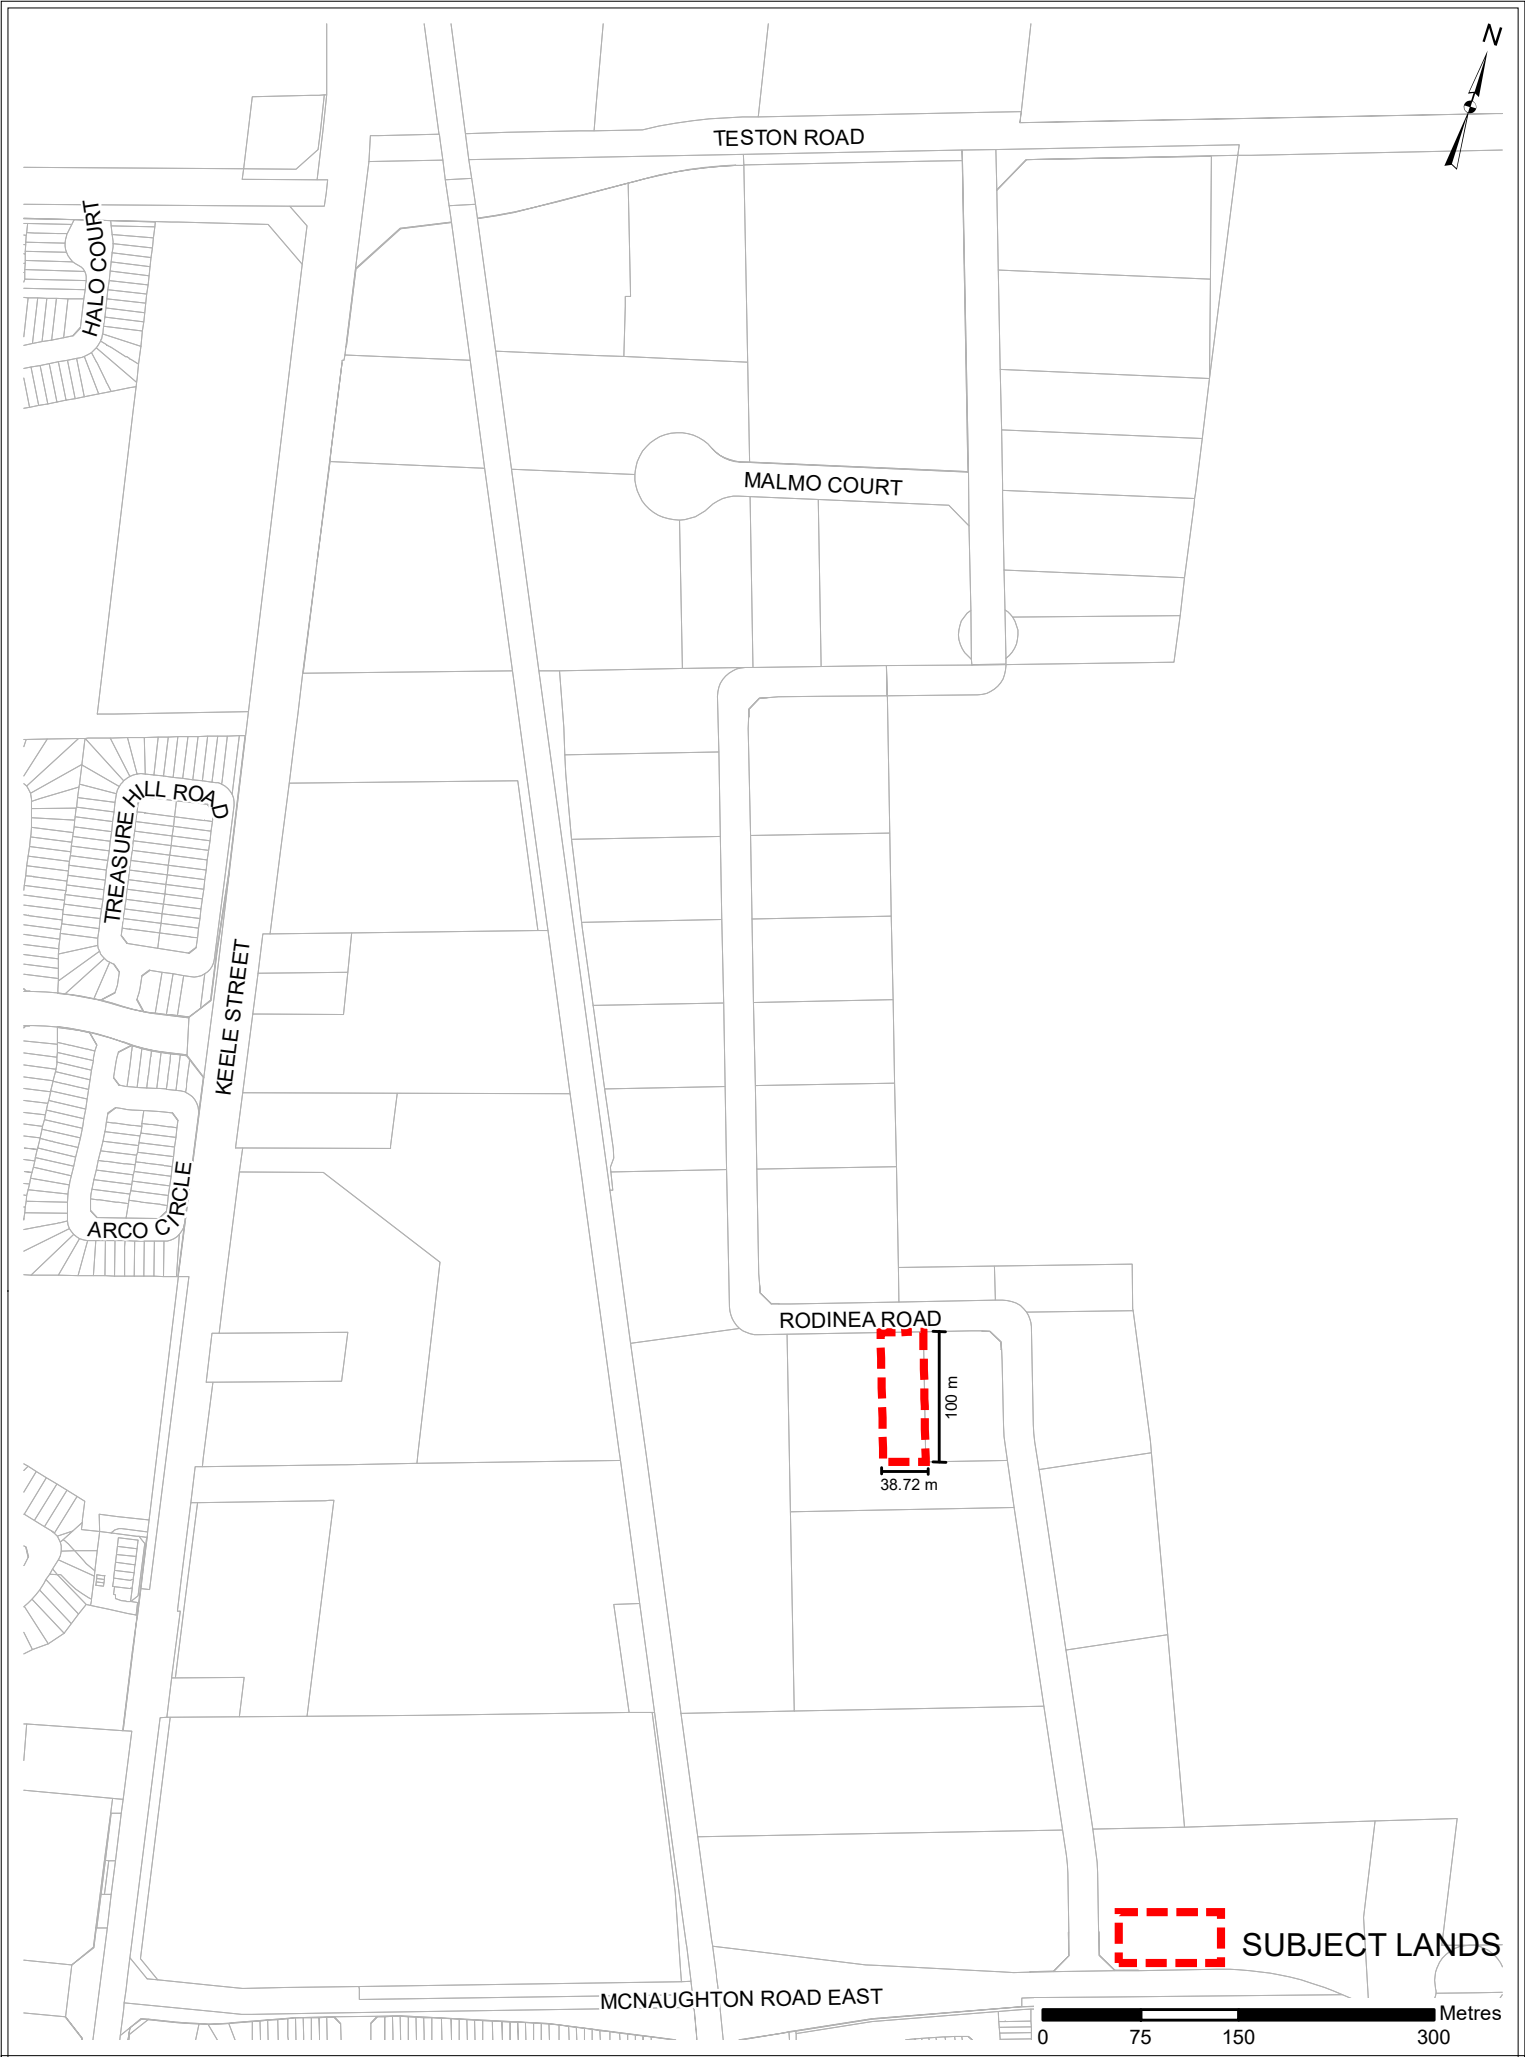 N
TESTON ROAD
HALO COURT
MALMO COURT
TREASURE HILL ROAD
KEELE STREET
ARCO CIRCLE
RODINEA ROAD
100 m
38.72 m
SUBJECT LANDS
MCNAUGHTON ROAD EAST
Metres
0 75 150 300